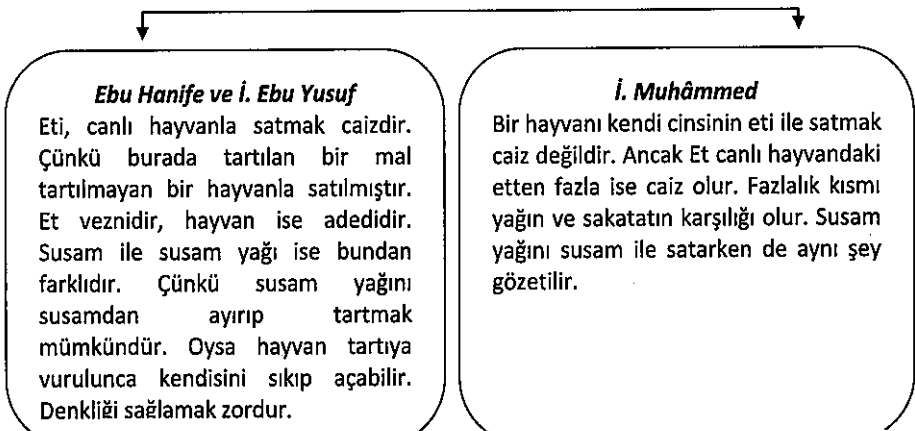 Ebu Hanife ve İ. Ebu Yusuf
Eti, canlı hayvanla satmak caizdir.
Çünkü burada tartılan bir mal
tartılmayan bir hayvanla satılmıştır.
Et veznidir, hayvan ise adedidir.
Susam ile susam yağı ise bundan
farklıdır. Çünkü susam yağını
susamdan ayırıp tartmak
mümkündür. Oysa hayvan tartıya
vurulunca kendisini sıkıp açabilir.
Denkliği sağlamak zordur.
İ. Muhâmmed
Bir hayvanı kendi cinsinin eti ile satmak
caiz değildir. Ancak Et canlı hayvandaki
etten fazla ise caiz olur. Fazlalık kısmı
yağın ve sakatatın karşılığı olur. Susam
yağını susam ile satarken de aynı şey
gözetilir.